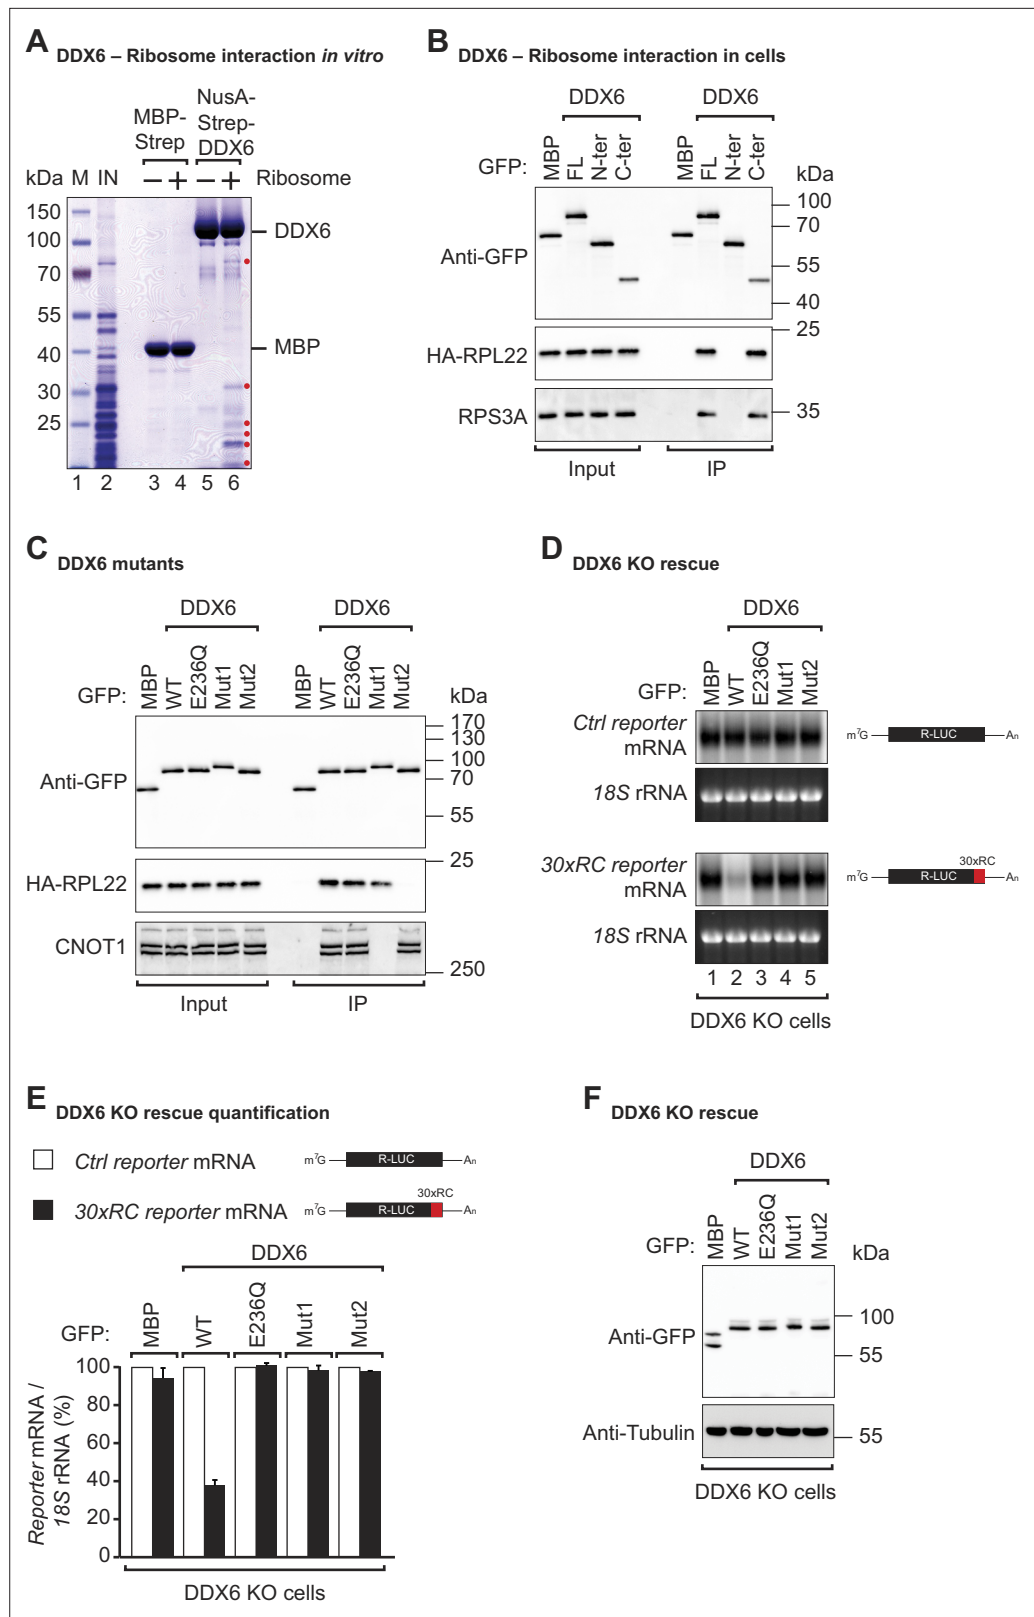 A DDX6 – Ribosome interaction in vitro
MBP-
Strep
NusA-
Strep-
DDX6
kDa M IN – + – + Ribosome
150
100
70
55
40
30
25
DDX6
MBP
1 2 3 4 5 6
B DDX6 – Ribosome interaction in cells
DDX6 DDX6
GFP: MBP FL N-ter C-ter MBP FL N-ter C-ter kDa
Anti-GFP
100
70
55
40
HA-RPL22
25
RPS3A
35
Input IP
C DDX6 mutants
DDX6 DDX6
GFP: MBP WT E236Q Mut1 Mut2 MBP WT E236Q Mut1 Mut2 kDa
Anti-GFP
170
130
100
70
55
HA-RPL22
25
CNOT1
250
Input IP
D DDX6 KO rescue
DDX6
GFP: MBP WT E236Q Mut1 Mut2
Ctrl reporter
mRNA
m⁷G R-LUC An
18S rRNA
30xRC reporter
mRNA
30xRC
m⁷G R-LUC An
18S rRNA
1 2 3 4 5
DDX6 KO cells
E DDX6 KO rescue quantification
Ctrl reporter mRNA m⁷G R-LUC An
30xRC
30xRC reporter mRNA m⁷G R-LUC An
DDX6
GFP: MBP WT E236Q Mut1 Mut2
Reporter mRNA /
18S rRNA (%)
100
80
60
40
20
0
DDX6 KO cells
F DDX6 KO rescue
DDX6
GFP: MBP WT E236Q Mut1 Mut2 kDa
Anti-GFP
100
55
Anti-Tubulin
55
DDX6 KO cells